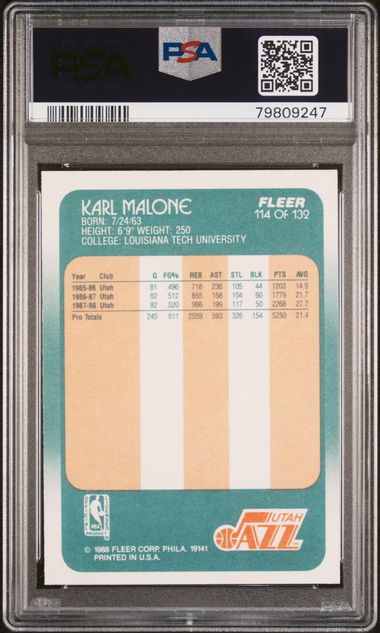 PSA
PSA
79809247
KARL MALONE
FLEER
BORN: 7/24/63
114 OF 132
HEIGHT: 6'9" WEIGHT: 250
COLLEGE: LOUISIANA TECH UNIVERSITY
Year Club G FG% REB AST STL BLK PTS AVG
1985-86 Utah 81 .496 718 236 105 44 1203 14.9
1986-87 Utah 82 .512 855 158 104 60 1779 21.7
1987-88 Utah 82 .520 986 199 117 50 2268 27.7
Pro Totals 245 .511 2559 593 326 154 5250 21.4
NBA
PRODUCT
UTAH
JAZZ
© 1988 FLEER CORP. PHILA. 19141
PRINTED IN U.S.A.